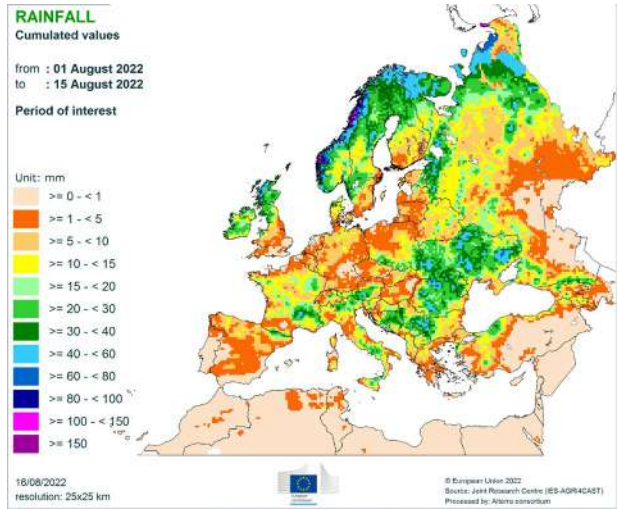 RAINFALL
Cumulated values
from : 01 August 2022
to : 15 August 2022
Period of interest
Unit: mm
>= 0 - < 1
>= 1 - < 5
>= 5 - < 10
>= 10 - < 15
>= 15 - < 20
>= 20 - < 30
>= 30 - < 40
>= 40 - < 60
>= 60 - < 80
>= 80 - < 100
>= 100 - < 150
>= 150
16/08/2022
resolution: 25x25 km
© European Union 2022
Source: Joint Research Centre (IES-AGRI4CAST)
Processed by: Alterra consortium